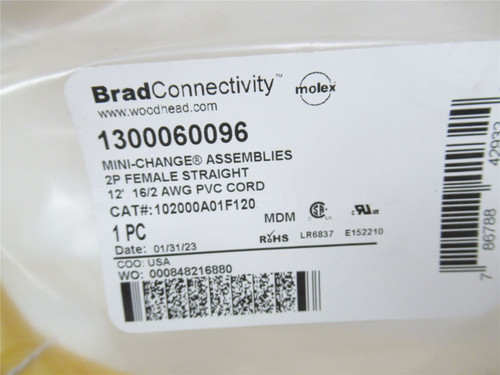 BradConnectivity™ molex
www.woodhead.com
1300060096
MINI-CHANGE® ASSEMBLIES
2P FEMALE STRAIGHT
12' 16/2 AWG PVC CORD
CAT#:102000A01F120
1 PC MDM
Date: 01/31/23 RoHS LR6837 E152210
COO: USA
WO: 000848216880
7 86788 42932